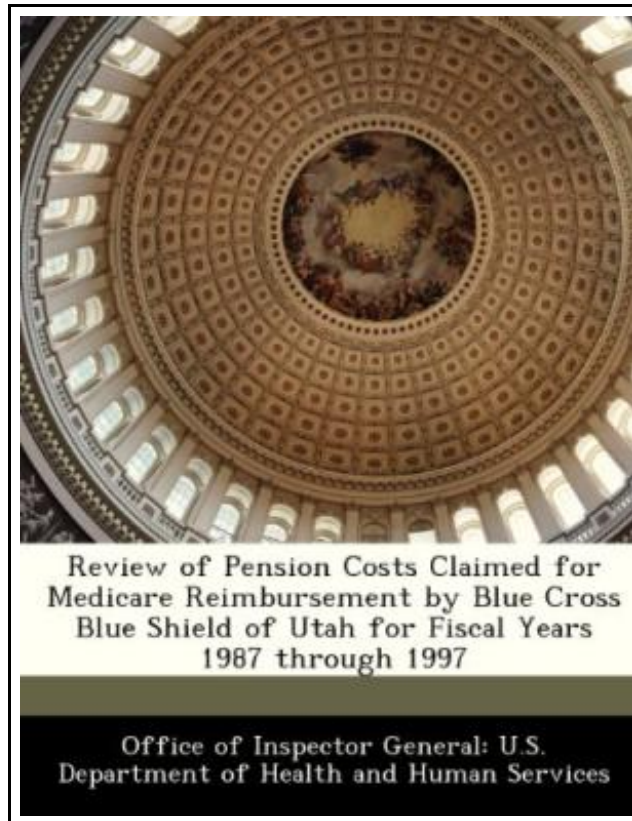 Review of Pension Costs Claimed for
Medicare Reimbursement by Blue Cross
Blue Shield of Utah for Fiscal Years
1987 through 1997
Office of Inspector General: U.S.
Department of Health and Human Services